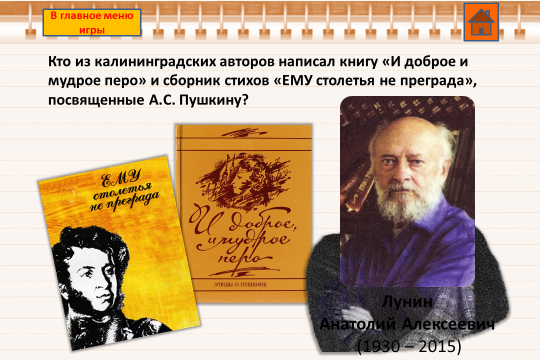 В главное меню
игры
Кто из калининградских авторов написал книгу «И доброе и
мудрое перо» и сборник стихов «ЕМУ столетья не преграда»,
посвященные А.С. Пушкину?
ЕМУ
столетья
не преграда
И доброе,
и мудрое
перо
ЭТЮДЫ О ПУШКИНЕ
Лунин
Анатолий Алексеевич
(1930 – 2015)